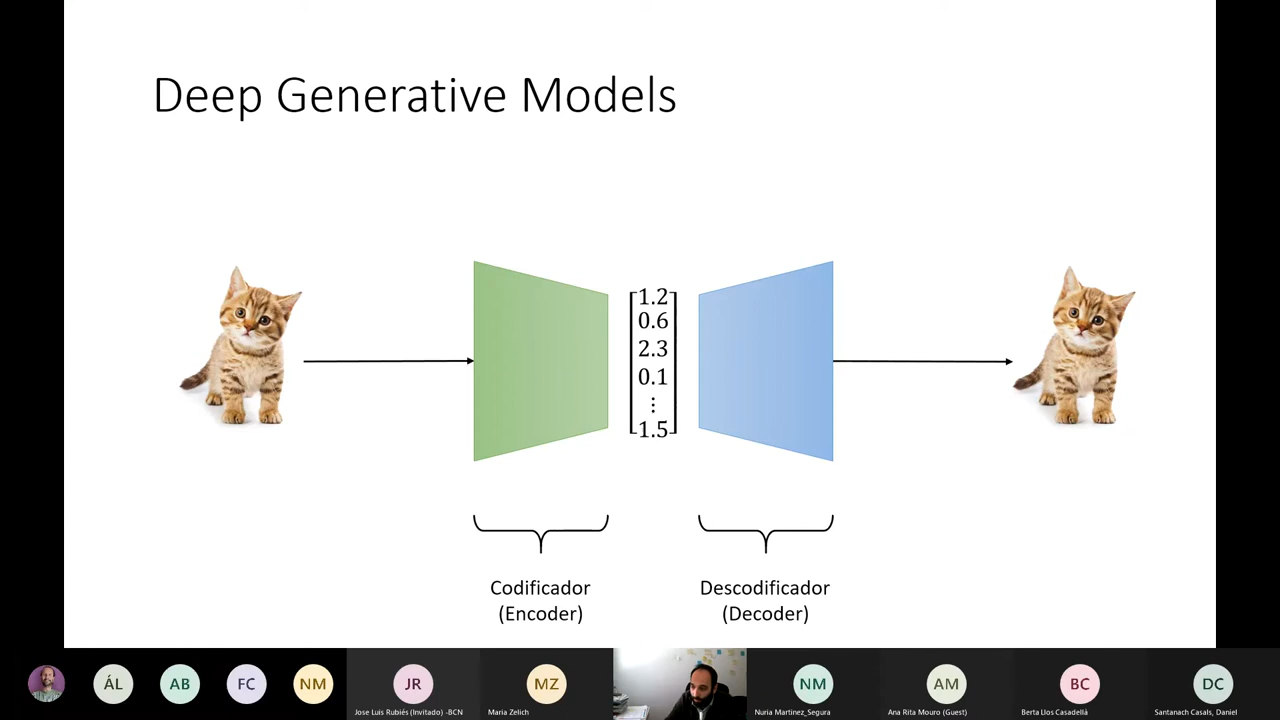 Deep Generative Models
1.2
0.6
2.3
0.1
⋮
1.5
Codificador
(Encoder)
Descodificador
(Decoder)
ÁL
AB
FC
NM
JR
Jose Luis Rubiés (Invitado) -BCN
MZ
Maria Zelich
NM
Nuria Martinez_Segura
AM
Ana Rita Mouro (Guest)
BC
Berta Llos Casadellà
DC
Santanach Casals, Daniel